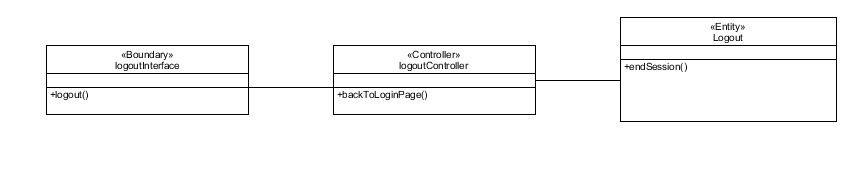 «Boundary»
logoutInterface
+logout()
«Controller»
logoutController
+backToLoginPage()
«Entity»
Logout
+endSession()